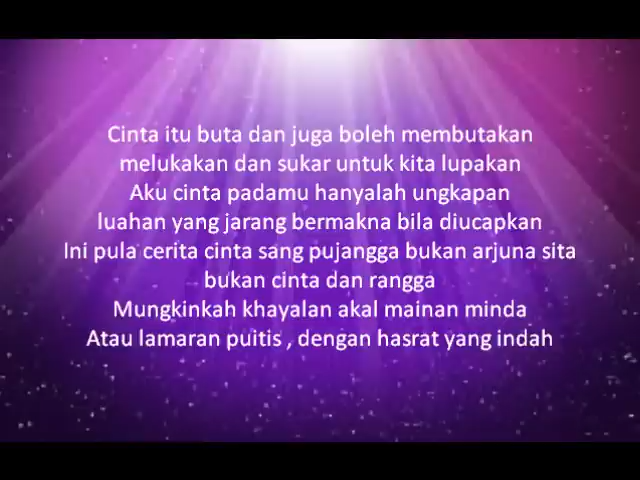 Cinta itu buta dan juga boleh membutakan
melukakan dan sukar untuk kita lupakan
Aku cinta padamu hanyalah ungkapan
luahan yang jarang bermakna bila diucapkan
Ini pula cerita cinta sang pujangga bukan arjuna sita
bukan cinta dan rangga
Mungkinkah khayalan akal mainan minda
Atau lamaran puitis , dengan hasrat yang indah